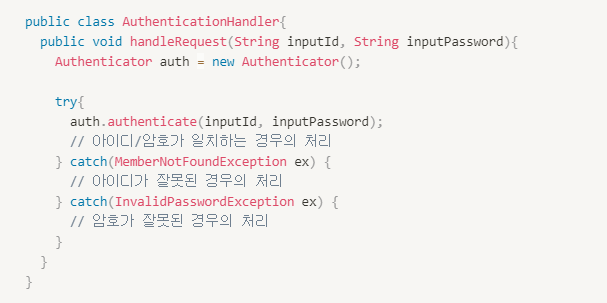 public class AuthenticationHandler{
  public void handleRequest(String inputId, String inputPassword){
    Authenticator auth = new Authenticator();

    try{
      auth.authenticate(inputId, inputPassword);
      // 아이디/암호가 일치하는 경우의 처리
    } catch(MemberNotFoundException ex) {
      // 아이디가 잘못된 경우의 처리
    } catch(InvalidPasswordException ex) {
      // 암호가 잘못된 경우의 처리
    }
  }
}